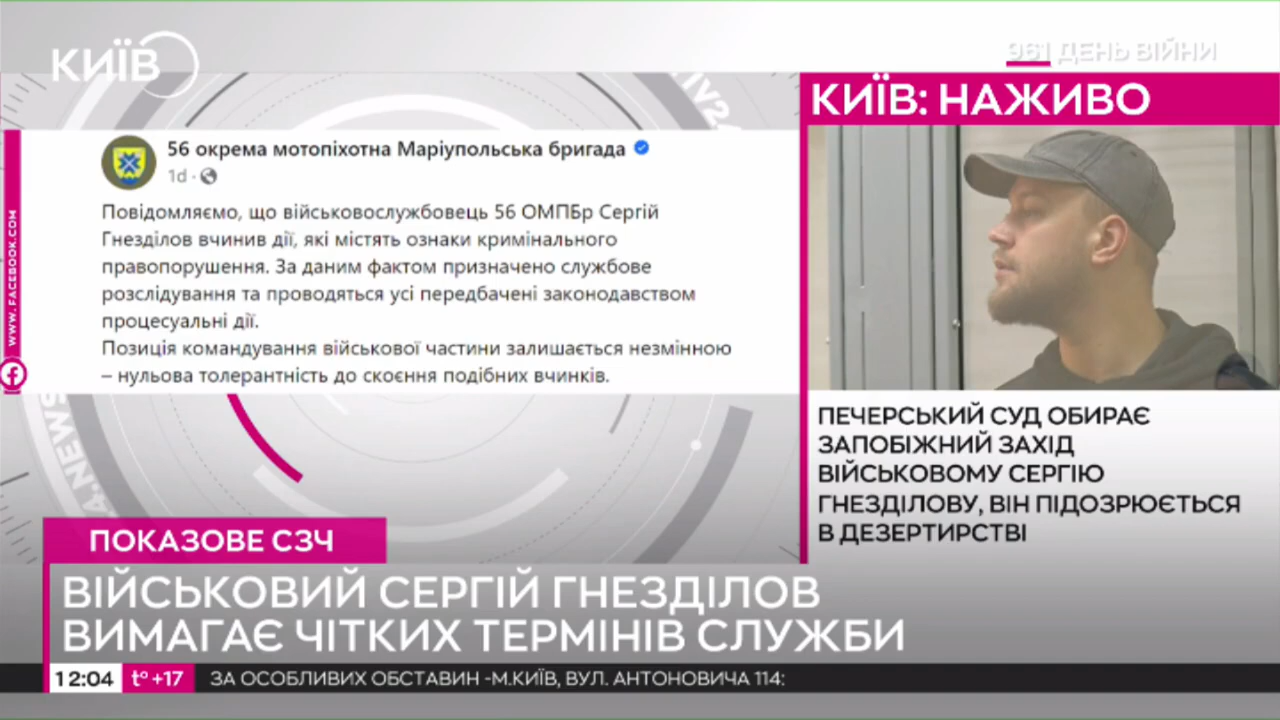 КИЇВ
961 ДЕНЬ ВІЙНИ
КИЇВ: НАЖИВО
56 окрема мотопіхотна Маріупольська бригада
1d
Повідомляємо, що військовослужбовець 56 ОМПБр Сергій
Гнезділов вчинив дії, які містять ознаки кримінального
правопорушення. За даним фактом призначено службове
розслідування та проводяться усі передбачені законодавством
процесуальні дії.
Позиція командування військової частини залишається незмінною
– нульова толерантність до скоєння подібних вчинків.
WWW.FACEBOOK.COM
ПЕЧЕРСЬКИЙ СУД ОБИРАЄ
ЗАПОБІЖНИЙ ЗАХІД
ВІЙСЬКОВОМУ СЕРГІЮ
ГНЕЗДІЛОВУ, ВІН ПІДОЗРЮЄТЬСЯ
В ДЕЗЕРТИРСТВІ
ПОКАЗОВЕ СЗЧ
ВІЙСЬКОВИЙ СЕРГІЙ ГНЕЗДІЛОВ
ВИМАГАЄ ЧІТКИХ ТЕРМІНІВ СЛУЖБИ
12:04 t° +17 ЗА ОСОБЛИВИХ ОБСТАВИН -М.КИЇВ, ВУЛ. АНТОНОВИЧА 114: